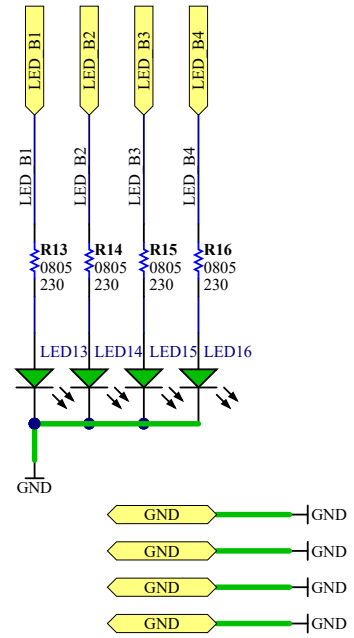 LED_B1
LED_B2
LED_B3
LED_B4
LED_B1
LED_B2
LED_B3
LED_B4
R13
0805
230
R14
0805
230
R15
0805
230
R16
0805
230
LED13
LED14
LED15
LED16
GND
GND
GND
GND
GND
GND
GND
GND
GND